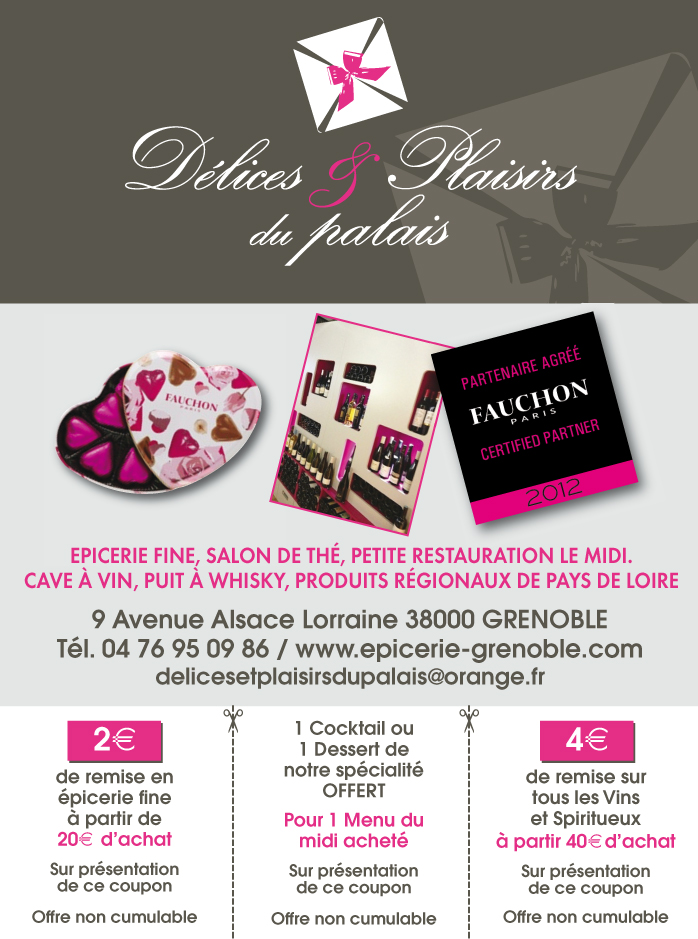 Délices & Plaisirs
du palais
FAUCHON
PARIS
PARTENAIRE AGRÉÉ
FAUCHON
PARIS
CERTIFIED PARTNER
2012
EPICERIE FINE, SALON DE THÉ, PETITE RESTAURATION LE MIDI.
CAVE À VIN, PUIT À WHISKY, PRODUITS RÉGIONAUX DE PAYS DE LOIRE
9 Avenue Alsace Lorraine 38000 GRENOBLE
Tél. 04 76 95 09 86 / www.epicerie-grenoble.com
delicesetplaisirsdupalais@orange.fr
2€
de remise en
épicerie fine
à partir de
20€ d'achat
Sur présentation
de ce coupon
Offre non cumulable
1 Cocktail ou
1 Dessert de
notre spécialité
OFFERT
Pour 1 Menu du
midi acheté
Sur présentation
de ce coupon
Offre non cumulable
4€
de remise sur
tous les Vins
et Spiritueux
à partir 40€ d'achat
Sur présentation
de ce coupon
Offre non cumulable